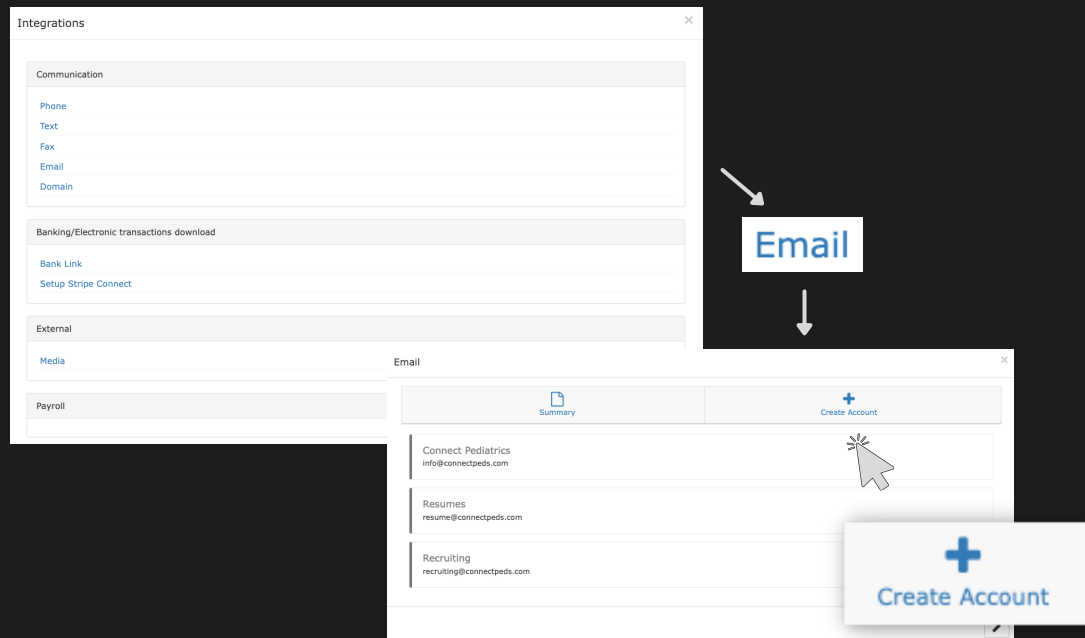 Integrations
×
Communication
Phone
Text
Fax
Email
Domain
Banking/Electronic transactions download
Bank Link
Setup Stripe Connect
External
Media
Payroll
Email
Email
×
Summary
Create Account
Connect Pediatrics
info@connectpeds.com
Resumes
resume@connectpeds.com
Recruiting
recruiting@connectpeds.com
Create Account